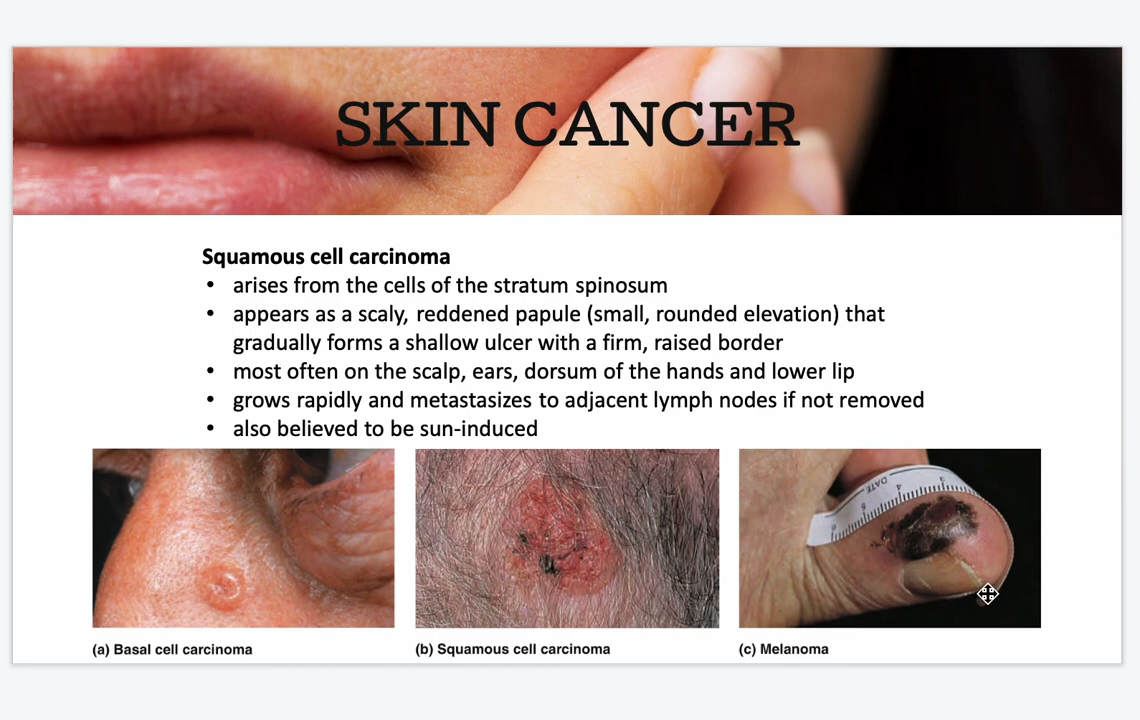 SKIN CANCER
Squamous cell carcinoma
• arises from the cells of the stratum spinosum
• appears as a scaly, reddened papule (small, rounded elevation) that
gradually forms a shallow ulcer with a firm, raised border
• most often on the scalp, ears, dorsum of the hands and lower lip
• grows rapidly and metastasizes to adjacent lymph nodes if not removed
• also believed to be sun-induced
DATE
(a) Basal cell carcinoma
(b) Squamous cell carcinoma
(c) Melanoma